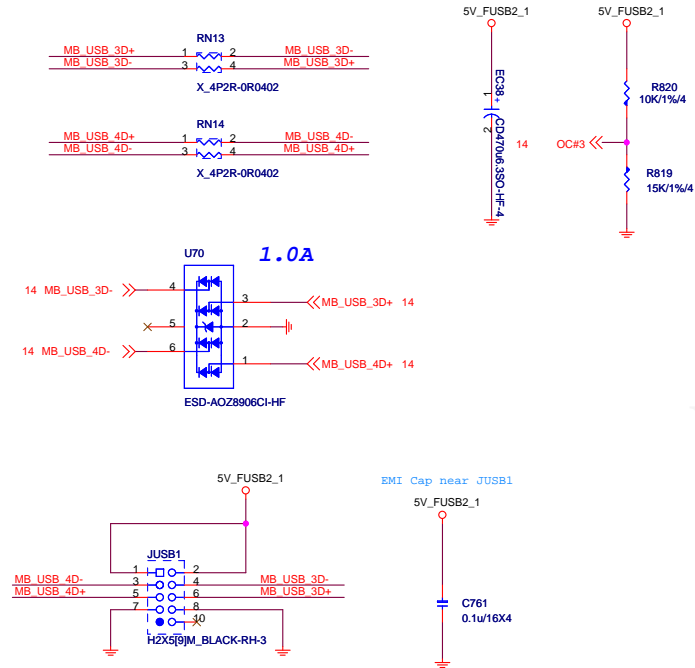 5V_FUSB2_1
5V_FUSB2_1
RN13
MB_USB_3D+ 1 2 MB_USB_3D-
MB_USB_3D- 3 4 MB_USB_3D+
X_4P2R-0R0402
RN14
MB_USB_4D+ 1 2 MB_USB_4D-
MB_USB_4D- 3 4 MB_USB_4D+
X_4P2R-0R0402
1 + 2
EC38
CD470u6.3SO-HF-4
R820
10K/1%/4
14 OC#3
R819
15K/1%/4
U70
1.0A
14 MB_USB_3D- 4
3 MB_USB_3D+ 14
5
2
14 MB_USB_4D- 6
1 MB_USB_4D+ 14
ESD-AOZ8906CI-HF
5V_FUSB2_1
JUSB1
1 2
MB_USB_4D- 3 4 MB_USB_3D-
MB_USB_4D+ 5 6 MB_USB_3D+
7 8
10
H2X5[9]M_BLACK-RH-3
EMI Cap near JUSB1
5V_FUSB2_1
C761
0.1u/16X4